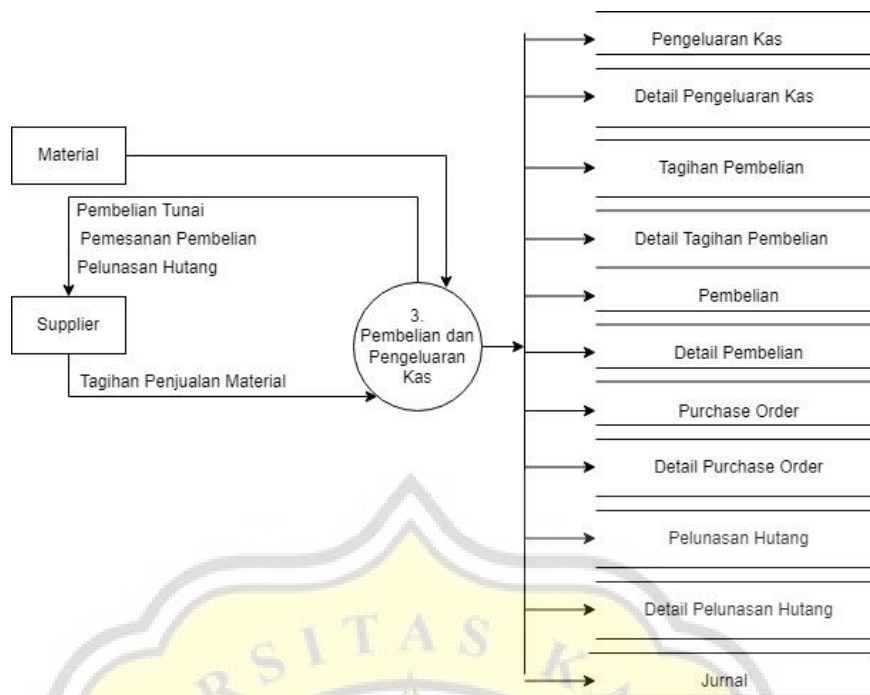 Material
Pembelian Tunai
Pemesanan Pembelian
Pelunasan Hutang
Supplier
Tagihan Penjualan Material
3.
Pembelian dan
Pengeluaran
Kas
Pengeluaran Kas
Detail Pengeluaran Kas
Tagihan Pembelian
Detail Tagihan Pembelian
Pembelian
Detail Pembelian
Purchase Order
Detail Purchase Order
Pelunasan Hutang
Detail Pelunasan Hutang
Jurnal